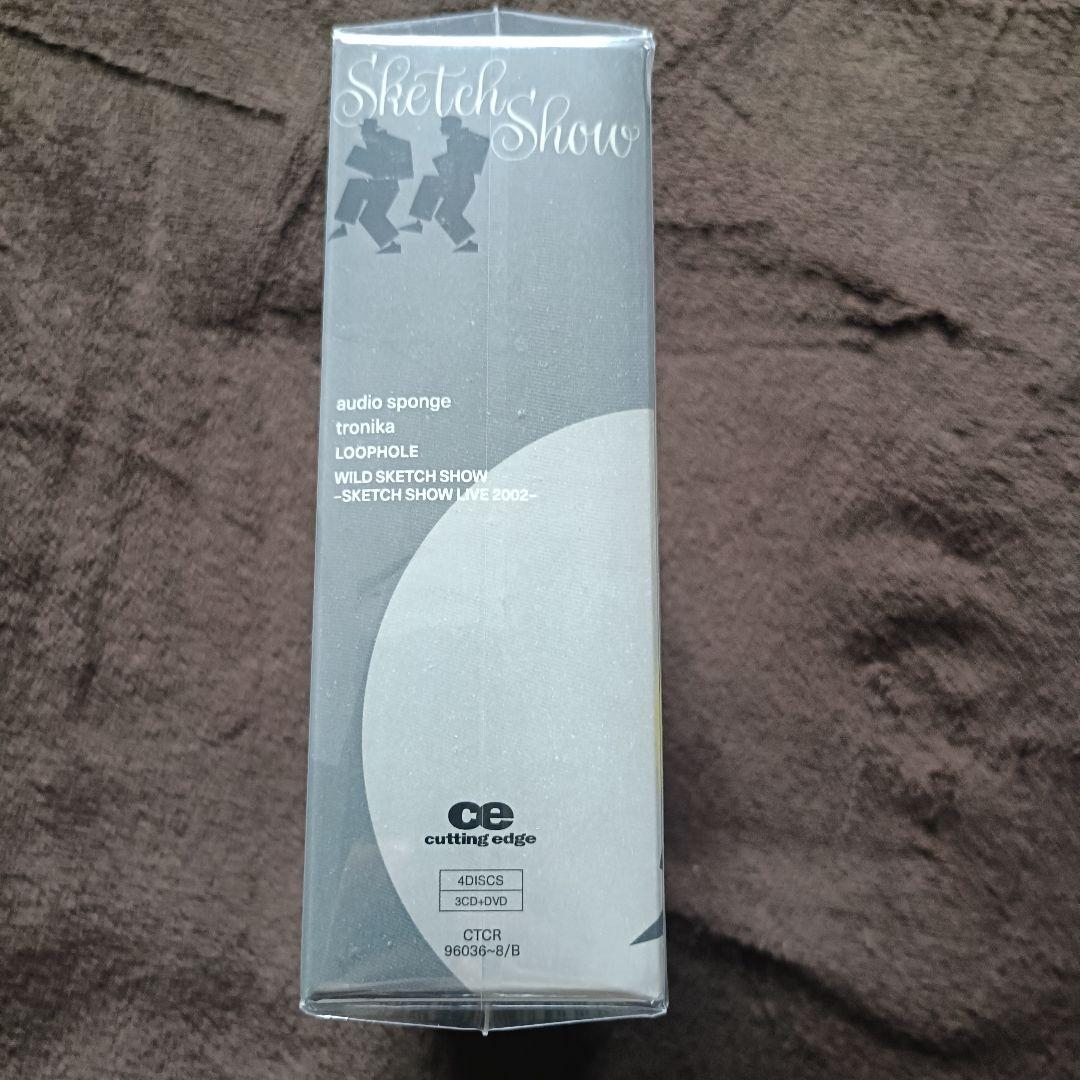 Sketch
Show
audio sponge
tronika
LOOPHOLE
WILD SKETCH SHOW
–SKETCH SHOW LIVE 2002–
ce
cutting edge
4DISCS
3CD+DVD
CTCR
96036~8/B